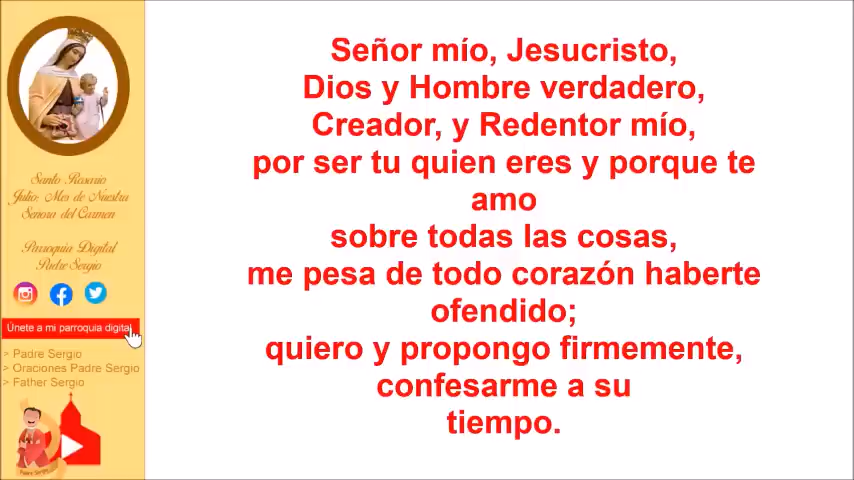 Santo Rosario
Julio: Mes de Nuestra
Señora del Carmen
Parroquia Digital
Padre Sergio
Únete a mi parroquia digital
> Padre Sergio
> Oraciones Padre Sergio
> Father Sergio
Padre Sergio
Señor mío, Jesucristo,
Dios y Hombre verdadero,
Creador, y Redentor mío,
por ser tu quien eres y porque te
amo
sobre todas las cosas,
me pesa de todo corazón haberte
ofendido;
quiero y propongo firmemente,
confesarme a su
tiempo.